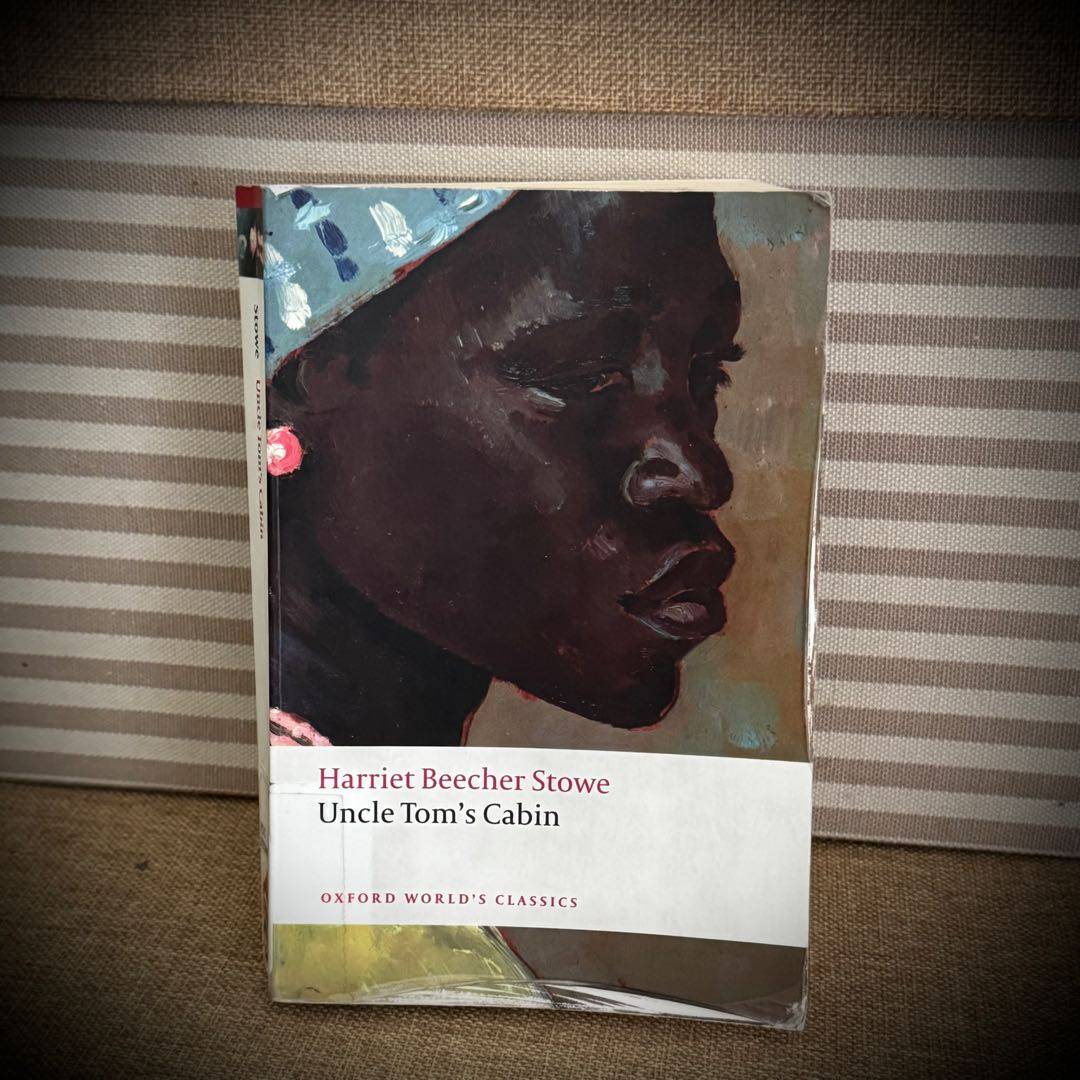 Stowe Uncle Tom's Cabin
Harriet Beecher Stowe
Uncle Tom's Cabin
OXFORD WORLD'S CLASSICS